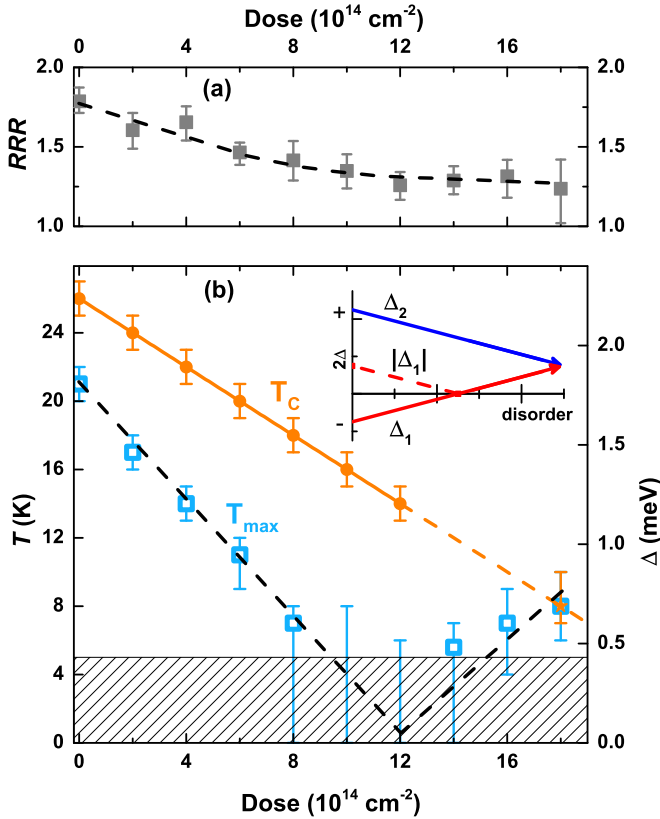 Dose (10¹⁴ cm⁻²)
0 4 8 12 16
2.0 (a) 2.0
RRR
1.5 1.5
1.0 1.0
(b)
24
20
16
12
8
4
0
T (K)
2.0
1.5
1.0
0.5
0.0
Δ (meV)
T_C
T_max
+ Δ₂
2Δ |Δ₁|
disorder
- Δ₁
0 4 8 12 16
Dose (10¹⁴ cm⁻²)